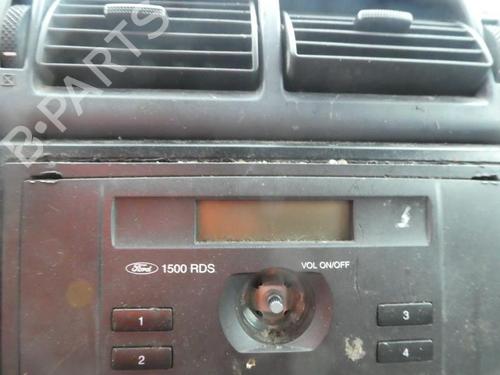 B-PARTS
Ford 1500 RDS VOL ON/OFF
1 3
2 4